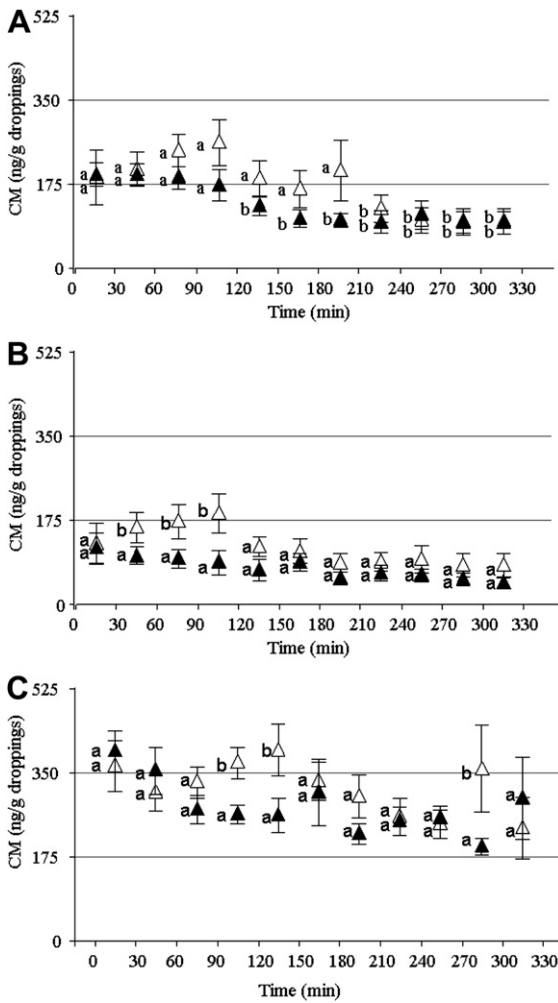 A
525
350
175
0
CM (ng/g droppings)
a a a a a a a b b b b
a a a a b b b b b b b
0 30 60 90 120 150 180 210 240 270 300 330
Time (min)
B
525
350
175
0
CM (ng/g droppings)
a b b b a a a a a a a
a a a a a a a a a a a
0 30 60 90 120 150 180 210 240 270 300 330
Time (min)
C
525
350
175
0
CM (ng/g droppings)
a a a b b a a a a b a
a a a a a a a a a a a
0 30 60 90 120 150 180 210 240 270 300 330
Time (min)